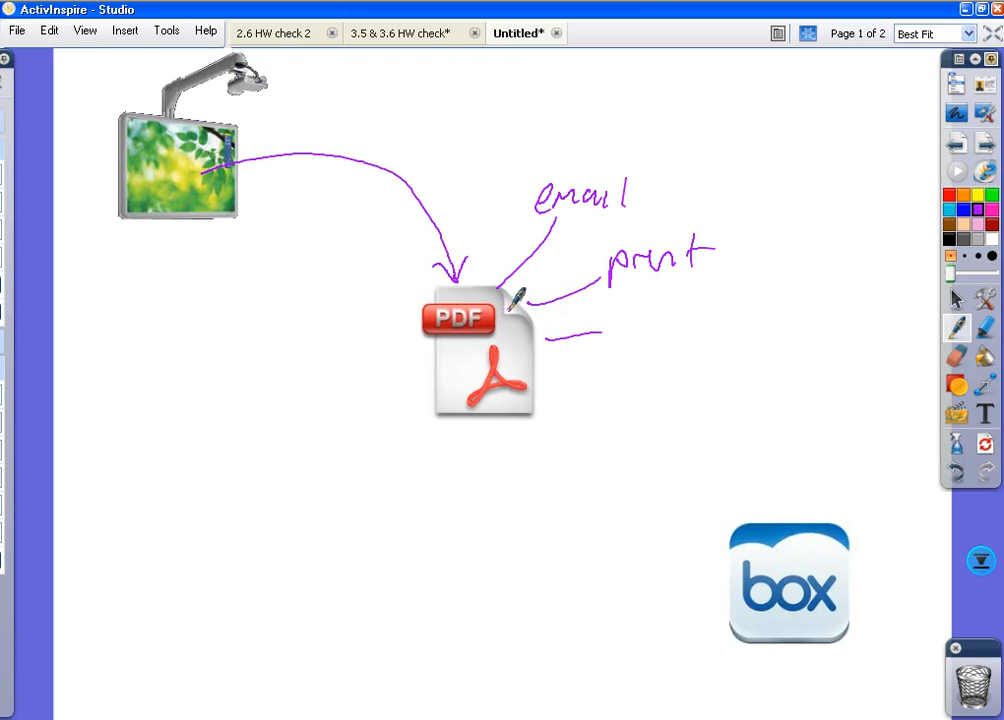 ActivInspire - Studio
File Edit View Insert Tools Help
2.6 HW check 2
3.5 & 3.6 HW check*
Untitled*
Page 1 of 2
Best Fit
email
print
PDF
box
T